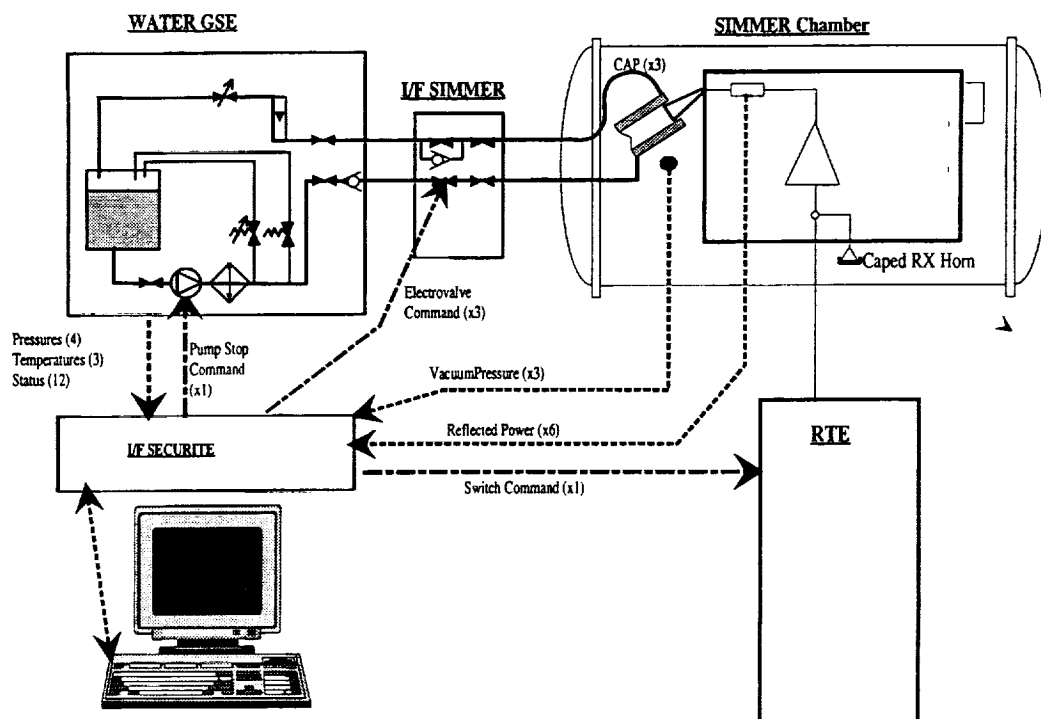 WATER GSE
SIMMER Chamber
CAP (x3)
I/F SIMMER
Caped RX Horn
Electrovalve
Command (x3)
Pressures (4)
Temperatures (3)
Status (12)
Pump Stop
Command
(x1)
VacuumPressure (x3)
Reflected Power (x6)
I/F SECURITE
RTE
Switch Command (x1)